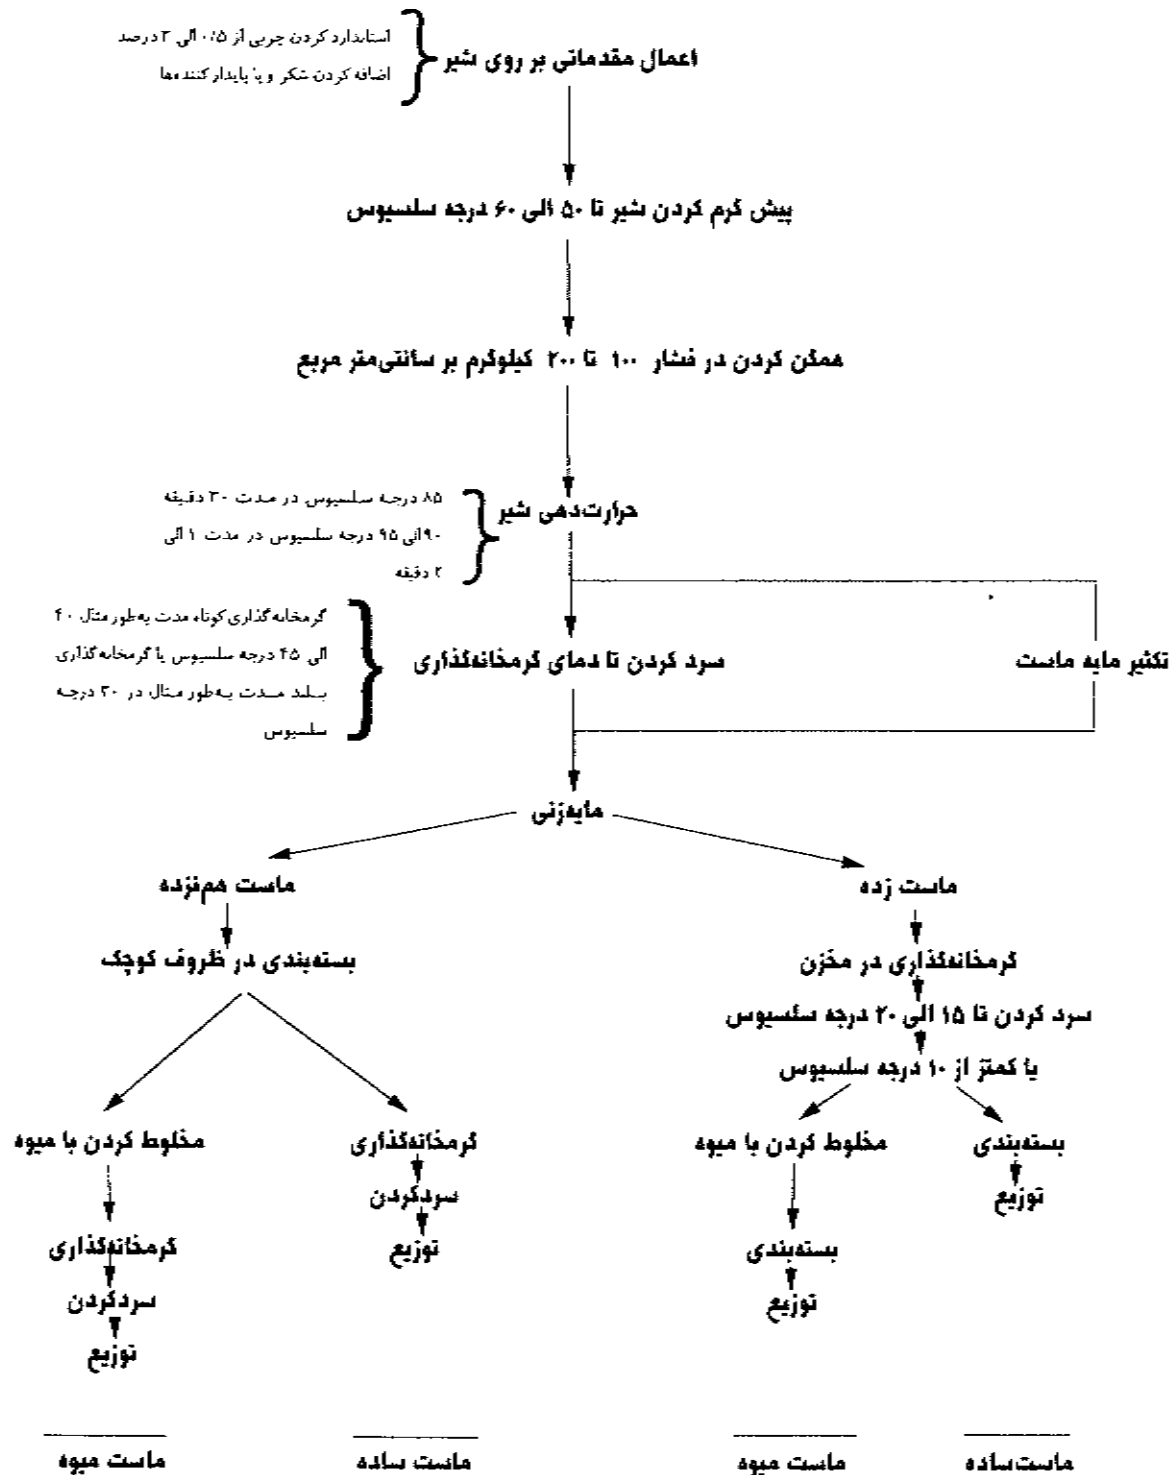 اعمال مقدماتی بر روی شیر
استاندارد کردن چربی از ۰/۵ الی ۳ درصد
اضافه کردن شکر و یا پایدارکننده‌ها
پیش گرم کردن شیر تا ۵۰ الی ۶۰ درجه سلسیوس
همگن کردن در فشار ۱۰۰ تا ۲۰۰ کیلوگرم بر سانتی‌متر مربع
حرارت‌دهی شیر
۸۵ درجه سلسیوس در مدت ۳۰ دقیقه
۹۰ الی ۹۵ درجه سلسیوس در مدت ۱ الی
۲ دقیقه
تکثیر مایه ماست
سرد کردن تا دمای گرمخانه‌گذاری
گرمخانه‌گذاری کوتاه مدت به‌طور مثال ۴۰
الی ۴۵ درجه سلسیوس یا گرمخانه‌گذاری
بلند مدت به‌طور مثال در ۳۰ درجه
سلسیوس
مایه‌زنی
ماست زده
ماست هم‌نزده
گرمخانه‌گذاری در مخزن
بسته‌بندی در ظروف کوچک
سرد کردن تا ۱۵ الی ۲۰ درجه سلسیوس
یا کمتر از ۱۰ درجه سلسیوس
بسته‌بندی
مخلوط کردن با میوه
گرمخانه‌گذاری
مخلوط کردن با میوه
توزیع
سردکردن
بسته‌بندی
توزیع
گرمخانه‌گذاری
توزیع
سردکردن
توزیع
ماست‌ساده
ماست میوه
ماست ساده
ماست میوه